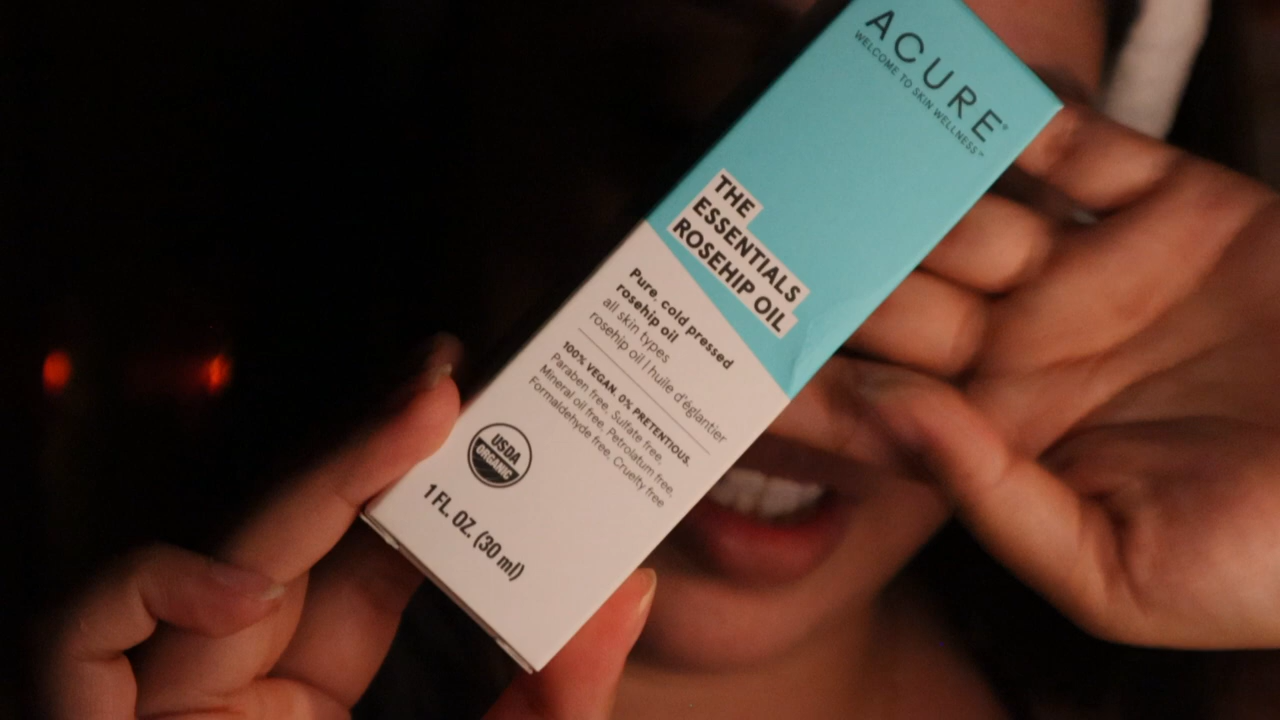 ACURE®
WELCOME TO SKIN WELLNESS™
THE
ESSENTIALS
ROSEHIP OIL
Pure, cold pressed
rosehip oil
all skin types
rosehip oil | huile d'églantier
100% VEGAN. 0% PRETENTIOUS.
Paraben free, Sulfate free,
Mineral oil free, Petrolatum free,
Formaldehyde free, Cruelty free
USDA
ORGANIC
1 FL. OZ. (30 ml)